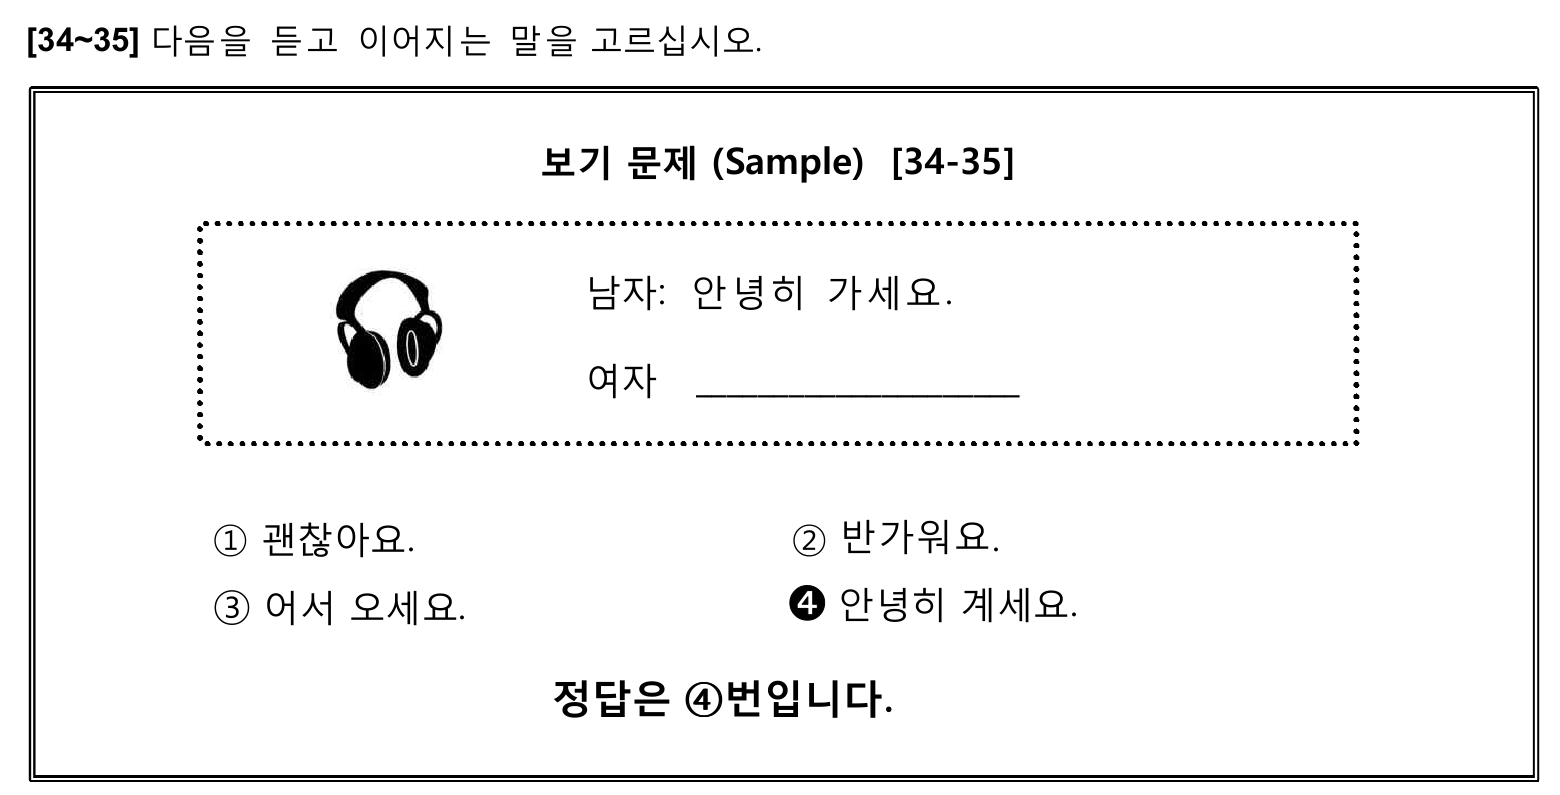 [34~35] 다음을 듣고 이어지는 말을 고르십시오.
보기 문제 (Sample) [34-35]
남자: 안녕히 가세요.
여자 ____________________
① 괜찮아요. ② 반가워요.
③ 어서 오세요. ❹ 안녕히 계세요.
정답은 ④번입니다.